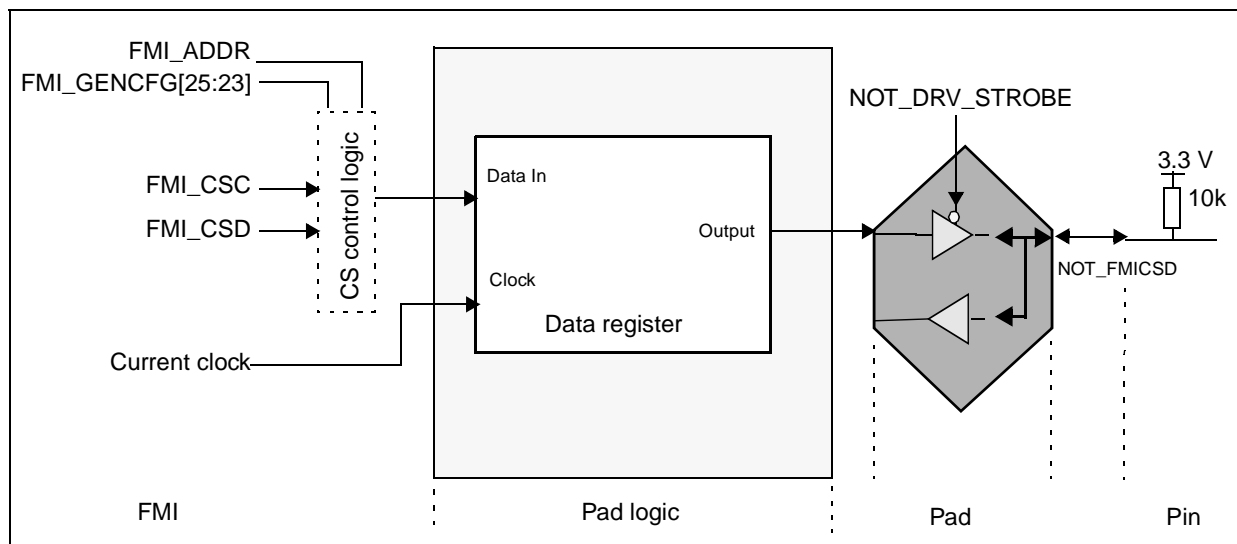 FMI_ADDR
FMI_GENCFG[25:23]
NOT_DRV_STROBE
CS control logic
3.3 V
10k
FMI_CSC
Data In
FMI_CSD
Output
NOT_FMICSD
Clock
Data register
Current clock
FMI
Pad logic
Pad
Pin